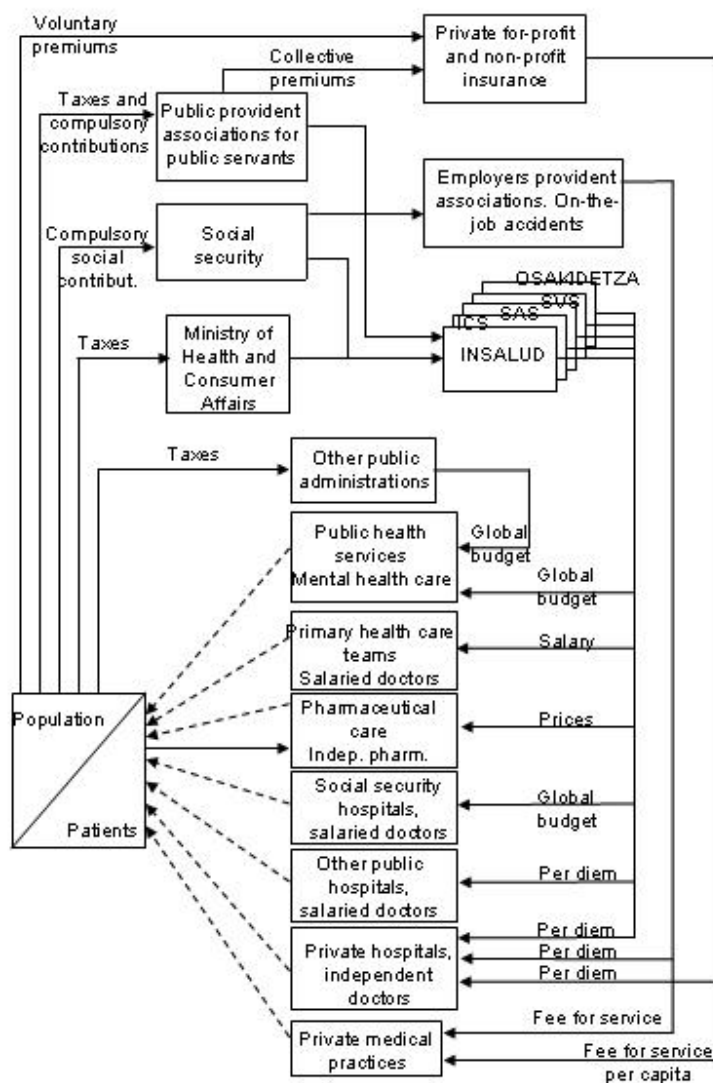 Voluntary
premiums
Private for-profit
and non-profit
insurance
Collective
premiums
Taxes and
compulsory
contributions
Public provident
associations for
public servants
Employers provident
associations. On-the-
job accidents
Compulsory
social
contribut.
Social
security
OSAKIDETZA
SVS
SAS
ICS
INSALUD
Taxes
Ministry of
Health and
Consumer
Affairs
Taxes
Other public
administrations
Global
budget
Public health
services
Mental health care
Global
budget
Primary health care
teams
Salaried doctors
Salary
Population
Patients
Pharmaceutical
care
Indep. pharm.
Prices
Social security
hospitals,
salaried doctors
Global
budget
Other public
hospitals,
salaried doctors
Per diem
Private hospitals,
independent
doctors
Per diem
Per diem
Per diem
Private medical
practices
Fee for service
Fee for service
per capita